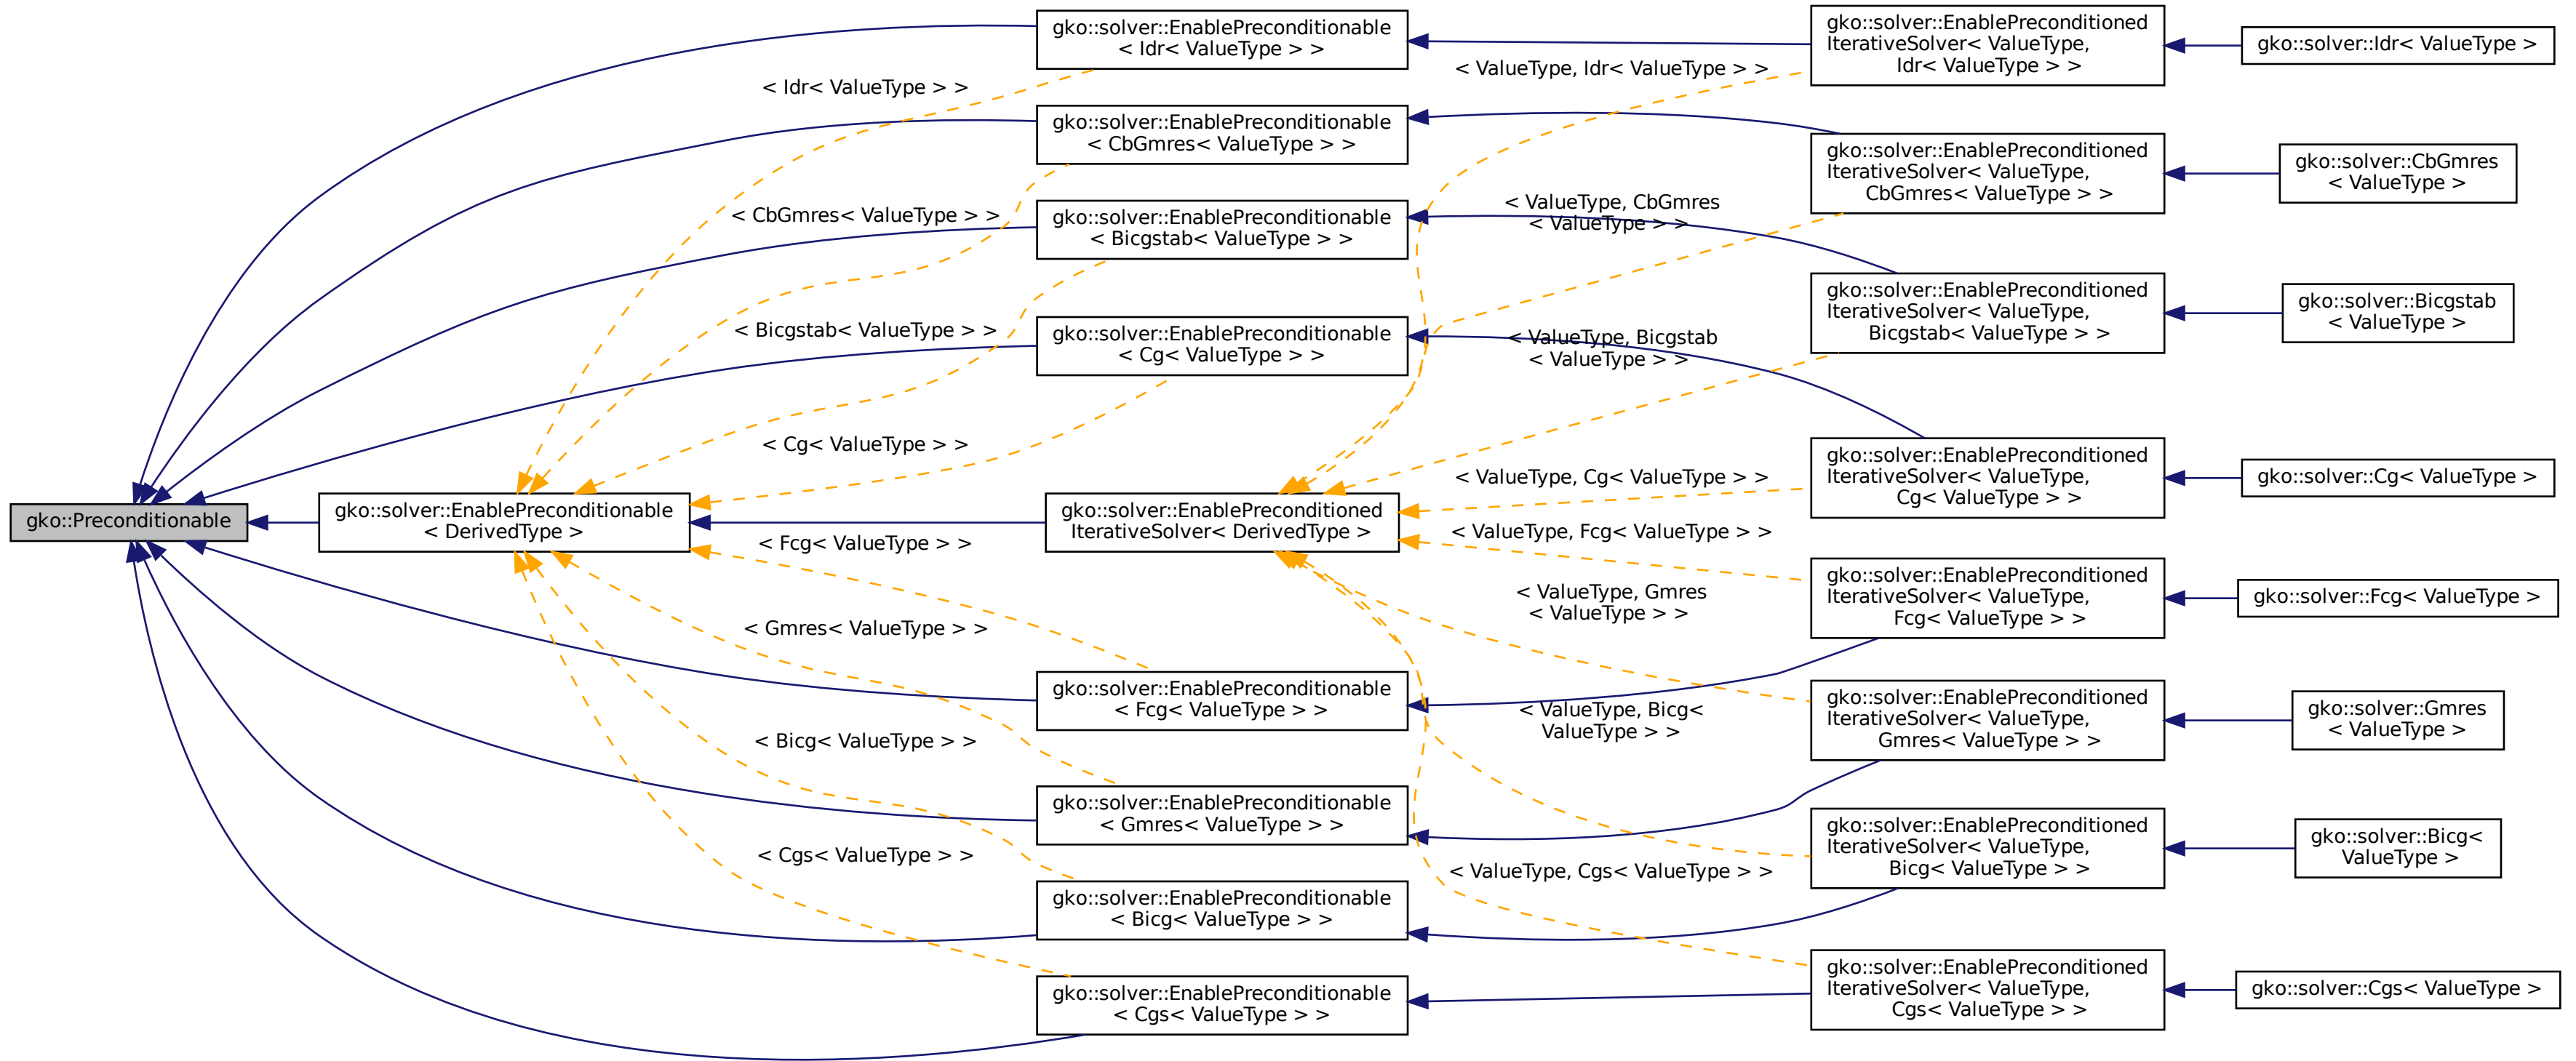 gko::Preconditionable
gko::solver::EnablePreconditionable
< DerivedType >
< Idr< ValueType > >
< CbGmres< ValueType > >
< Bicgstab< ValueType > >
< Cg< ValueType > >
< Fcg< ValueType > >
< Gmres< ValueType > >
< Bicg< ValueType > >
< Cgs< ValueType > >
gko::solver::EnablePreconditionable
< Idr< ValueType > >
gko::solver::EnablePreconditionable
< CbGmres< ValueType > >
gko::solver::EnablePreconditionable
< Bicgstab< ValueType > >
gko::solver::EnablePreconditionable
< Cg< ValueType > >
gko::solver::EnablePreconditioned
IterativeSolver< DerivedType >
gko::solver::EnablePreconditionable
< Fcg< ValueType > >
gko::solver::EnablePreconditionable
< Gmres< ValueType > >
gko::solver::EnablePreconditionable
< Bicg< ValueType > >
gko::solver::EnablePreconditionable
< Cgs< ValueType > >
< ValueType, Idr< ValueType > >
< ValueType, CbGmres
< ValueType > >
< ValueType, Bicgstab
< ValueType > >
< ValueType, Cg< ValueType > >
< ValueType, Fcg< ValueType > >
< ValueType, Gmres
< ValueType > >
< ValueType, Bicg<
ValueType > >
< ValueType, Cgs< ValueType > >
gko::solver::EnablePreconditioned
IterativeSolver< ValueType,
Idr< ValueType > >
gko::solver::EnablePreconditioned
IterativeSolver< ValueType,
CbGmres< ValueType > >
gko::solver::EnablePreconditioned
IterativeSolver< ValueType,
Bicgstab< ValueType > >
gko::solver::EnablePreconditioned
IterativeSolver< ValueType,
Cg< ValueType > >
gko::solver::EnablePreconditioned
IterativeSolver< ValueType,
Fcg< ValueType > >
gko::solver::EnablePreconditioned
IterativeSolver< ValueType,
Gmres< ValueType > >
gko::solver::EnablePreconditioned
IterativeSolver< ValueType,
Bicg< ValueType > >
gko::solver::EnablePreconditioned
IterativeSolver< ValueType,
Cgs< ValueType > >
gko::solver::Idr< ValueType >
gko::solver::CbGmres
< ValueType >
gko::solver::Bicgstab
< ValueType >
gko::solver::Cg< ValueType >
gko::solver::Fcg< ValueType >
gko::solver::Gmres
< ValueType >
gko::solver::Bicg<
ValueType >
gko::solver::Cgs< ValueType >